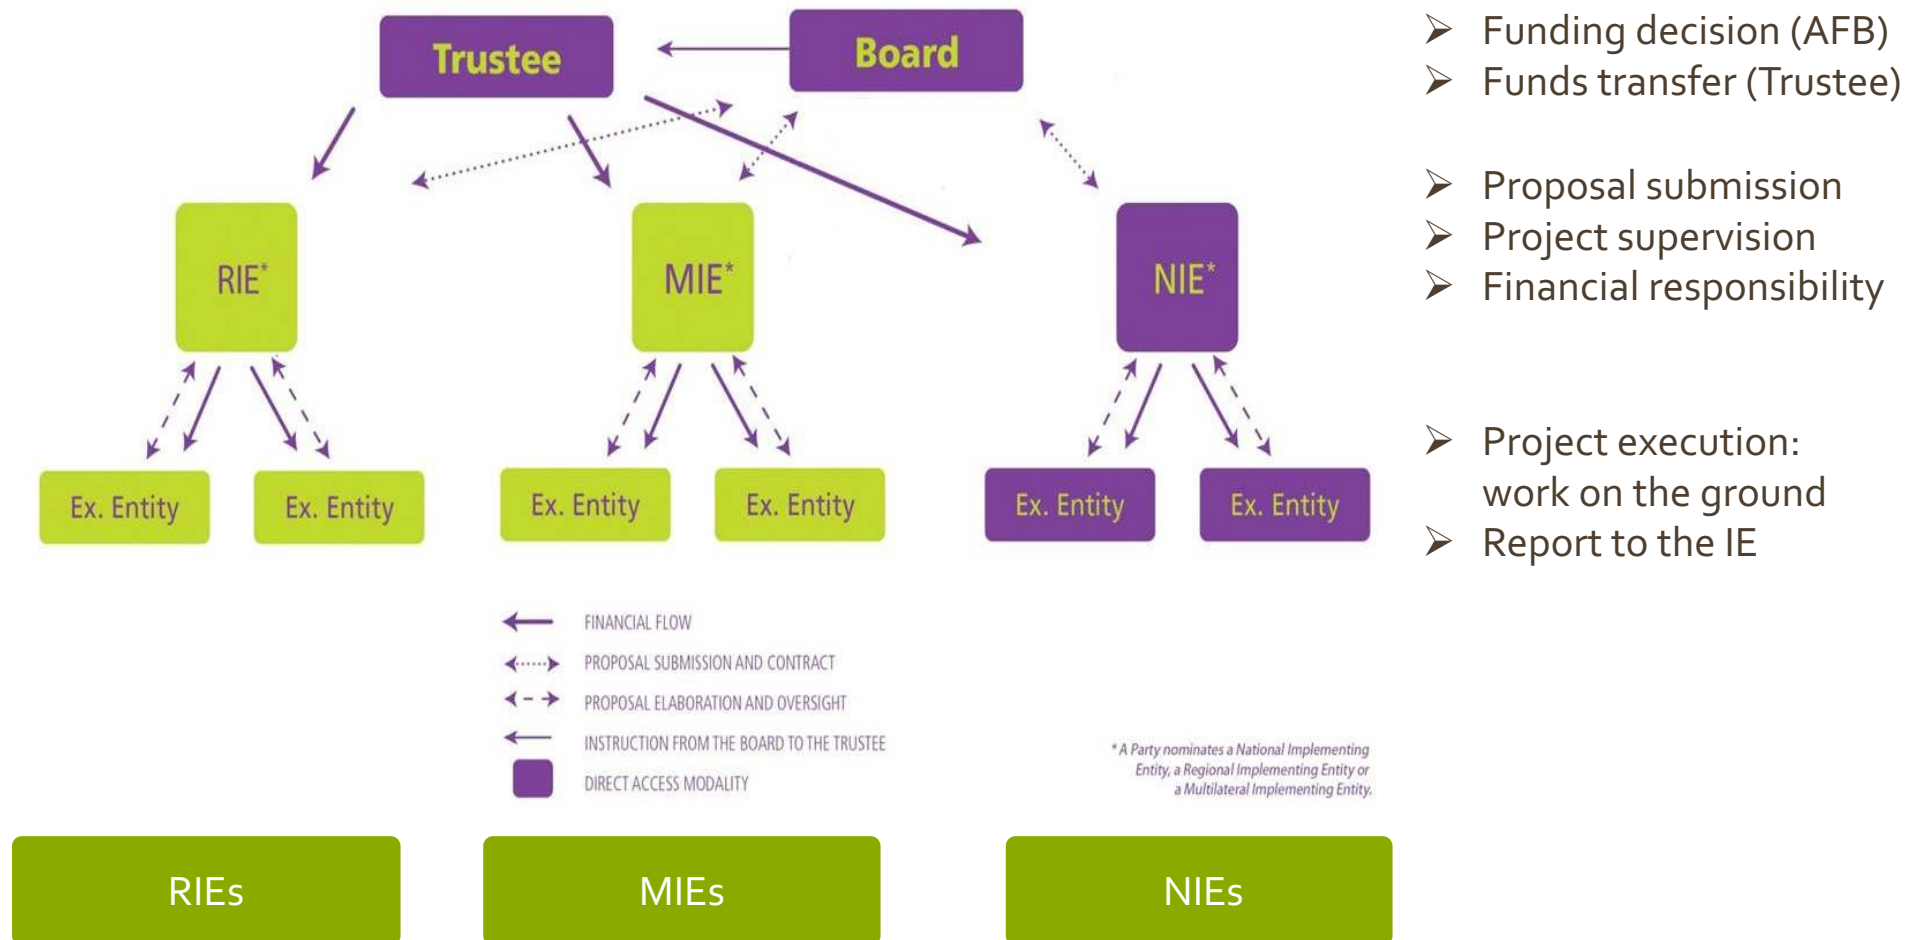 Trustee
Board
RIE*
MIE*
NIE*
Ex. Entity
Ex. Entity
Ex. Entity
Ex. Entity
Ex. Entity
Ex. Entity
➢ Funding decision (AFB)
➢ Funds transfer (Trustee)
➢ Proposal submission
➢ Project supervision
➢ Financial responsibility
➢ Project execution:
work on the ground
➢ Report to the IE
FINANCIAL FLOW
PROPOSAL SUBMISSION AND CONTRACT
PROPOSAL ELABORATION AND OVERSIGHT
INSTRUCTION FROM THE BOARD TO THE TRUSTEE
DIRECT ACCESS MODALITY
* A Party nominates a National Implementing
Entity, a Regional Implementing Entity or
a Multilateral Implementing Entity.
RIEs
MIEs
NIEs